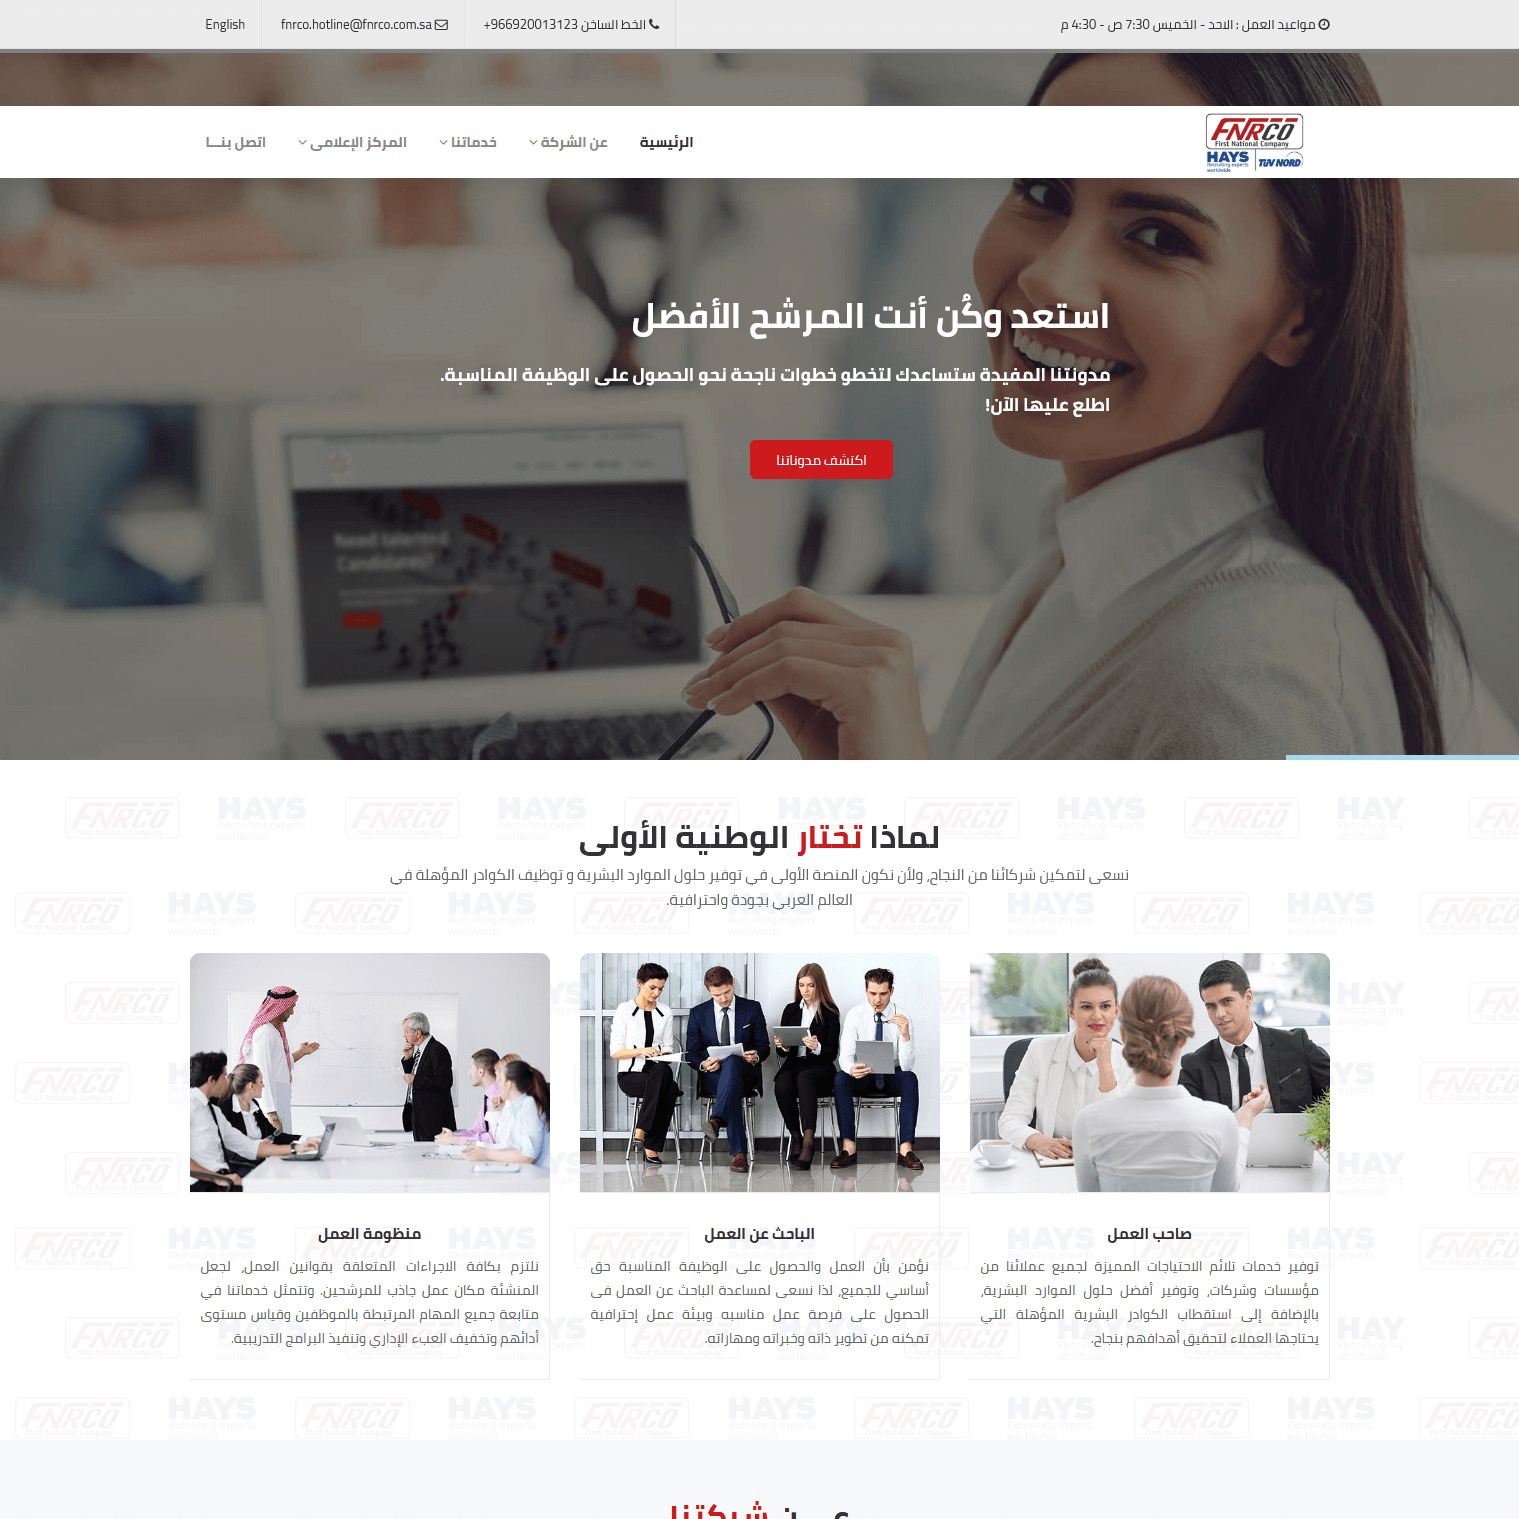 مواعيد العمل : الاحد - الخميس 7:30 ص - 4:30 م
الخط الساخن 966920013123+
fnrco.hotline@fnrco.com.sa
English
FNRCO
First National Company
HAYS
Recruiting experts
worldwide
TÜV NORD
الرئيسية
عن الشركة
خدماتنا
المركز الإعلامى
اتصل بنـــا
استعد وكُن أنت المرشح الأفضل
مدونتنا المفيدة ستساعدك لتخطو خطوات ناجحة نحو الحصول على الوظيفة المناسبة.
اطلع عليها الآن!
اكتشف مدوناتنا
Need talented
Candidates?
لماذا تختار الوطنية الأولى
نسعى لتمكين شركائنا من النجاح، ولأن نكون المنصة الأولى في توفير حلول الموارد البشرية و توظيف الكوادر المؤهلة في
العالم العربي بجودة واحترافية.
صاحب العمل
توفير خدمات تلائم الاحتياجات المميزة لجميع عملائنا من
مؤسسات وشركات، وتوفير أفضل حلول الموارد البشرية،
بالإضافة إلى استقطاب الكوادر البشرية المؤهلة التي
يحتاجها العملاء لتحقيق أهدافهم بنجاح.
الباحث عن العمل
نؤمن بأن العمل والحصول على الوظيفة المناسبة حق
أساسي للجميع، لذا نسعى لمساعدة الباحث عن العمل فى
الحصول على فرصة عمل مناسبه وبيئة عمل إحترافية
تمكنه من تطوير ذاته وخبراته ومهاراته.
منظومة العمل
نلتزم بكافة الاجراءات المتعلقة بقوانين العمل، لجعل
المنشئة مكان عمل جاذب للمرشحين. وتتمثل خدماتنا في
متابعة جميع المهام المرتبطة بالموظفين وقياس مستوى
أدائهم وتخفيف العبء الإداري وتنفيذ البرامج التدريبية.